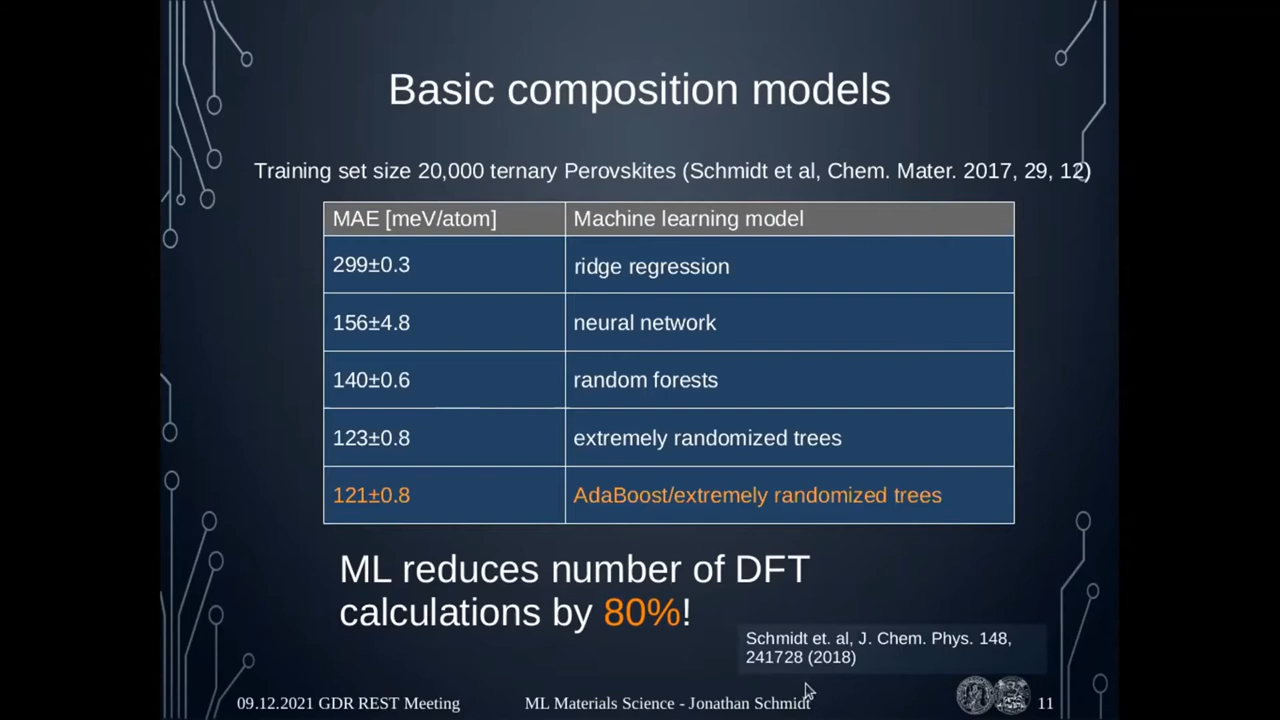 Basic composition models
Training set size 20,000 ternary Perovskites (Schmidt et al, Chem. Mater. 2017, 29, 12)
MAE [meV/atom] Machine learning model
299±0.3 ridge regression
156±4.8 neural network
140±0.6 random forests
123±0.8 extremely randomized trees
121±0.8 AdaBoost/extremely randomized trees
ML reduces number of DFT
calculations by 80%!
Schmidt et. al, J. Chem. Phys. 148,
241728 (2018)
09.12.2021 GDR REST Meeting ML Materials Science - Jonathan Schmidt 11